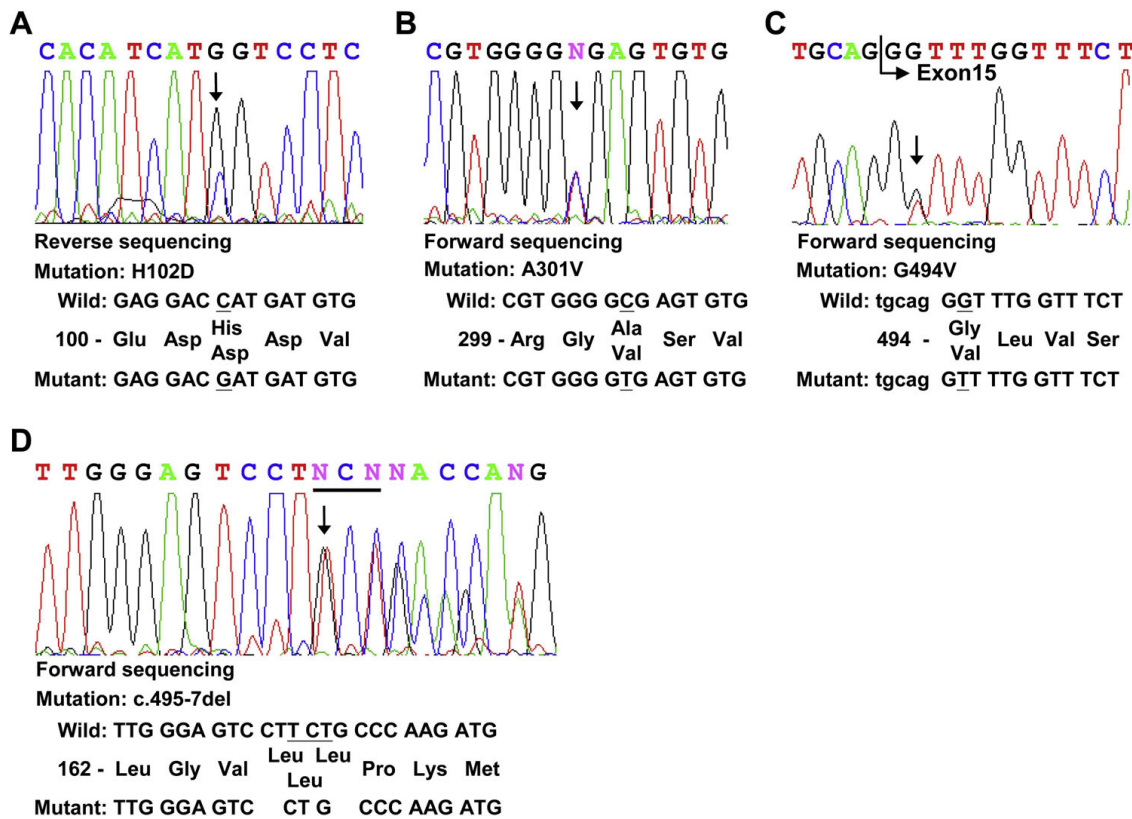 A
CACATCATGGTCCTC
Reverse sequencing
Mutation: H102D
Wild: GAG GAC CAT GAT GTG
100 - Glu Asp His Asp Val
Asp
Mutant: GAG GAC GAT GAT GTG
B
CGTGGGGNGAGTGTG
Forward sequencing
Mutation: A301V
Wild: CGT GGG GCG AGT GTG
299 - Arg Gly Ala Ser Val
Val
Mutant: CGT GGG GTG AGT GTG
C
TGCAGGGTTTGGTTTCT
Exon15
Forward sequencing
Mutation: G494V
Wild: tgcag GGT TTG GTT TCT
494 - Gly Leu Val Ser
Val
Mutant: tgcag GTT TTG GTT TCT
D
TTGGGAGTCCTNCNNACCANG
Forward sequencing
Mutation: c.495-7del
Wild: TTG GGA GTC CTT CTG CCC AAG ATG
162 - Leu Gly Val Leu Leu Pro Lys Met
Leu
Mutant: TTG GGA GTC CT G CCC AAG ATG